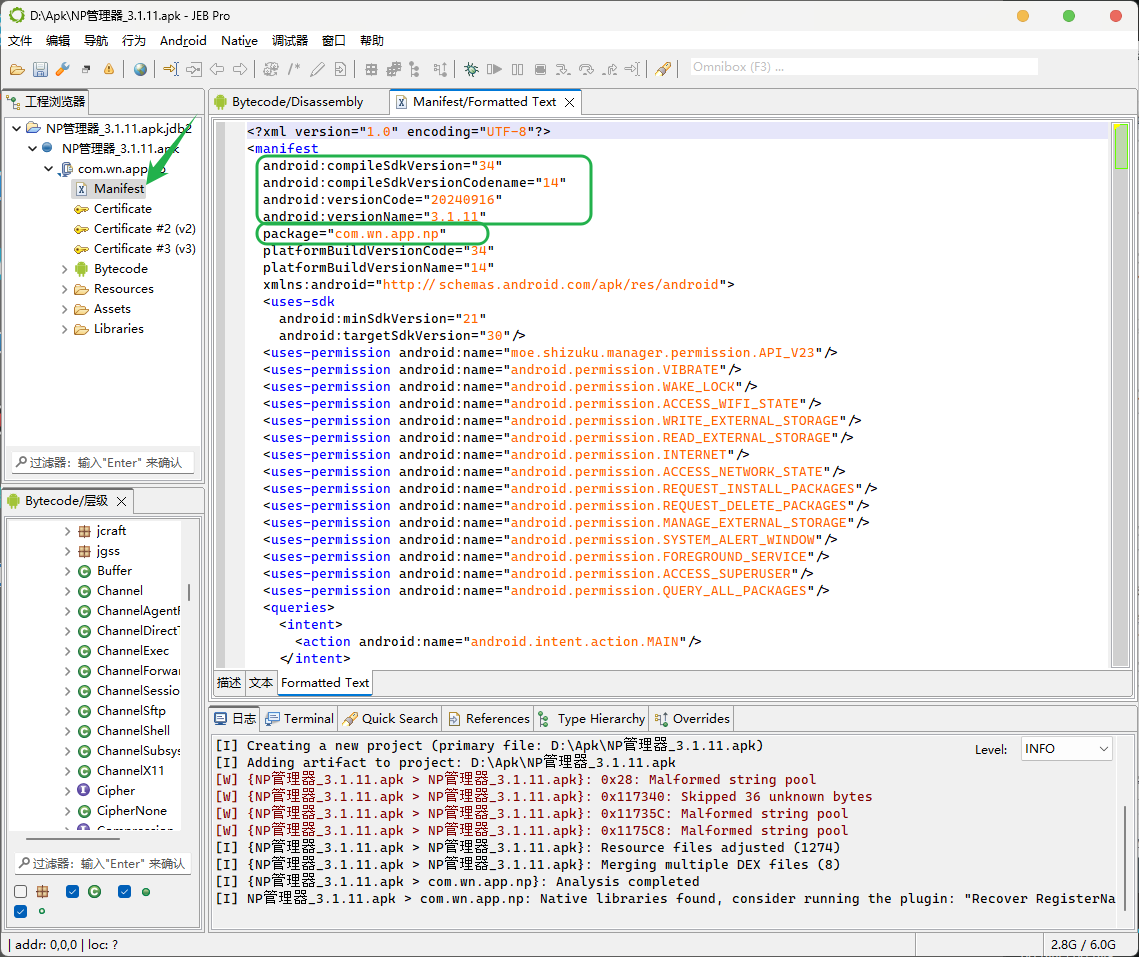 D:\Apk\NP管理器_3.1.11.apk - JEB Pro
文件 编辑 导航 行为 Android Native 调试器 窗口 帮助
Omnibox (F3) ...
工程浏览器
NP管理器_3.1.11.apk.jdb2
NP管理器_3.1.11.apk
com.wn.app
Manifest
Certificate
Certificate #2 (v2)
Certificate #3 (v3)
Bytecode
Resources
Assets
Libraries
过滤器: 输入"Enter" 来确认
Bytecode/层级
jcraft
jgss
Buffer
Channel
ChannelAgentF
ChannelDirectT
ChannelExec
ChannelForwar
ChannelSessio
ChannelSftp
ChannelShell
ChannelSubsys
ChannelX11
Cipher
CipherNone
Compression
过滤器: 输入"Enter" 来确认
Bytecode/Disassembly
Manifest/Formatted Text
<?xml version="1.0" encoding="UTF-8"?>
<manifest
android:compileSdkVersion="34"
android:compileSdkVersionCodename="14"
android:versionCode="20240916"
android:versionName="3.1.11"
package="com.wn.app.np"
platformBuildVersionCode="34"
platformBuildVersionName="14"
xmlns:android="http://schemas.android.com/apk/res/android">
<uses-sdk
android:minSdkVersion="21"
android:targetSdkVersion="30"/>
<uses-permission android:name="moe.shizuku.manager.permission.API_V23"/>
<uses-permission android:name="android.permission.VIBRATE"/>
<uses-permission android:name="android.permission.WAKE_LOCK"/>
<uses-permission android:name="android.permission.ACCESS_WIFI_STATE"/>
<uses-permission android:name="android.permission.WRITE_EXTERNAL_STORAGE"/>
<uses-permission android:name="android.permission.READ_EXTERNAL_STORAGE"/>
<uses-permission android:name="android.permission.INTERNET"/>
<uses-permission android:name="android.permission.ACCESS_NETWORK_STATE"/>
<uses-permission android:name="android.permission.REQUEST_INSTALL_PACKAGES"/>
<uses-permission android:name="android.permission.REQUEST_DELETE_PACKAGES"/>
<uses-permission android:name="android.permission.MANAGE_EXTERNAL_STORAGE"/>
<uses-permission android:name="android.permission.SYSTEM_ALERT_WINDOW"/>
<uses-permission android:name="android.permission.FOREGROUND_SERVICE"/>
<uses-permission android:name="android.permission.ACCESS_SUPERUSER"/>
<uses-permission android:name="android.permission.QUERY_ALL_PACKAGES"/>
<queries>
<intent>
<action android:name="android.intent.action.MAIN"/>
</intent>
描述 文本 Formatted Text
日志 Terminal Quick Search References Type Hierarchy Overrides
Level: INFO
[I] Creating a new project (primary file: D:\Apk\NP管理器_3.1.11.apk)
[I] Adding artifact to project: D:\Apk\NP管理器_3.1.11.apk
[W] {NP管理器_3.1.11.apk > NP管理器_3.1.11.apk}: 0x28: Malformed string pool
[W] {NP管理器_3.1.11.apk > NP管理器_3.1.11.apk}: 0x117340: Skipped 36 unknown bytes
[W] {NP管理器_3.1.11.apk > NP管理器_3.1.11.apk}: 0x11735C: Malformed string pool
[W] {NP管理器_3.1.11.apk > NP管理器_3.1.11.apk}: 0x1175C8: Malformed string pool
[I] {NP管理器_3.1.11.apk > NP管理器_3.1.11.apk}: Resource files adjusted (1274)
[I] {NP管理器_3.1.11.apk > NP管理器_3.1.11.apk}: Merging multiple DEX files (8)
[I] {NP管理器_3.1.11.apk > com.wn.app.np}: Analysis completed
[I] NP管理器_3.1.11.apk > com.wn.app.np: Native libraries found, consider running the plugin: "Recover RegisterNa
| addr: 0,0,0 | loc: ?
2.8G / 6.0G